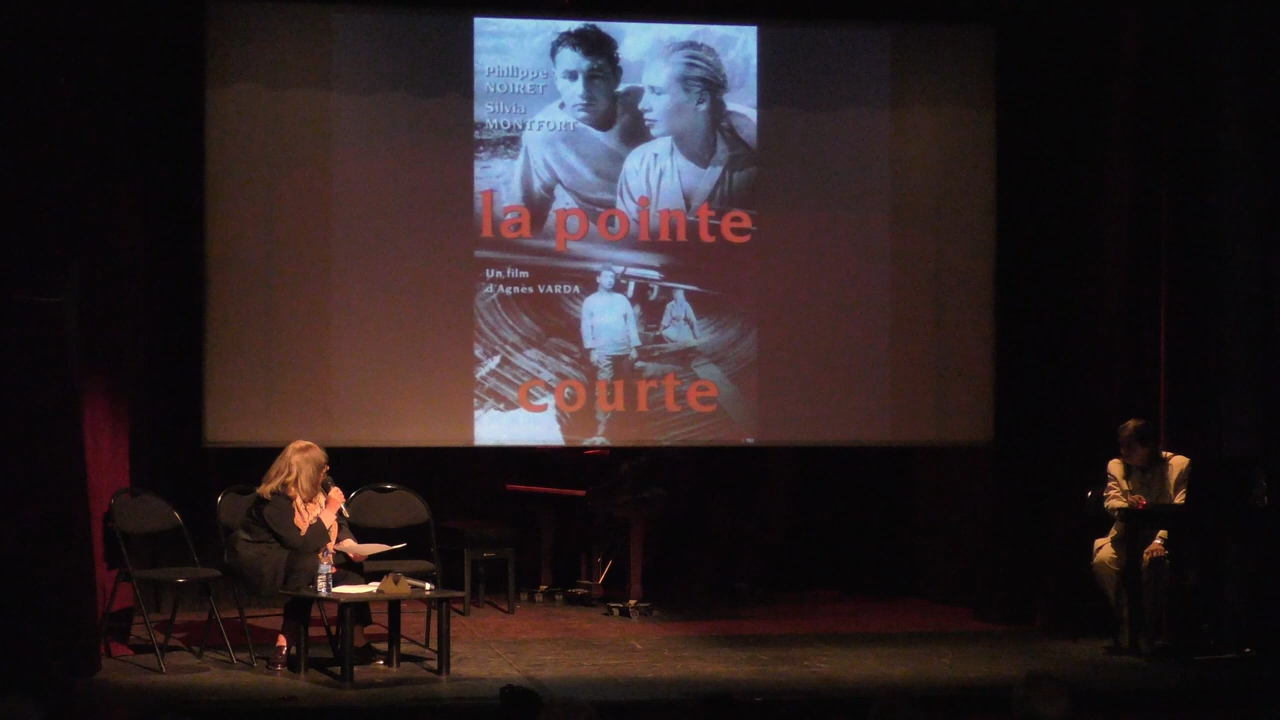 Philippe
NOIRET
Silvia
MONTFORT
la pointe
Un film
d'Agnès VARDA
courte